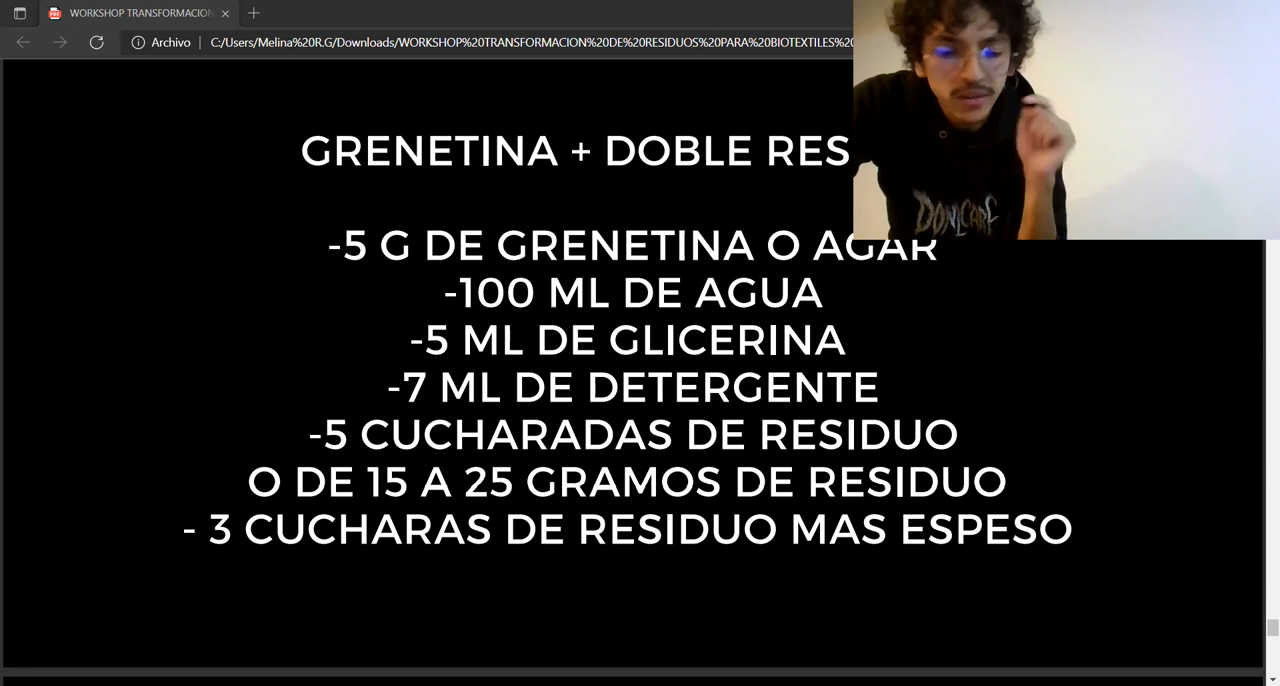 WORKSHOP TRANSFORMACION
Archivo
C:/Users/Melina%20R.G/Downloads/WORKSHOP%20TRANSFORMACION%20DE%20RESIDUOS%20PARA%20BIOTEXTILES%20
GRENETINA + DOBLE RES
-5 G DE GRENETINA O AGAR
-100 ML DE AGUA
-5 ML DE GLICERINA
-7 ML DE DETERGENTE
-5 CUCHARADAS DE RESIDUO
O DE 15 A 25 GRAMOS DE RESIDUO
- 3 CUCHARAS DE RESIDUO MAS ESPESO